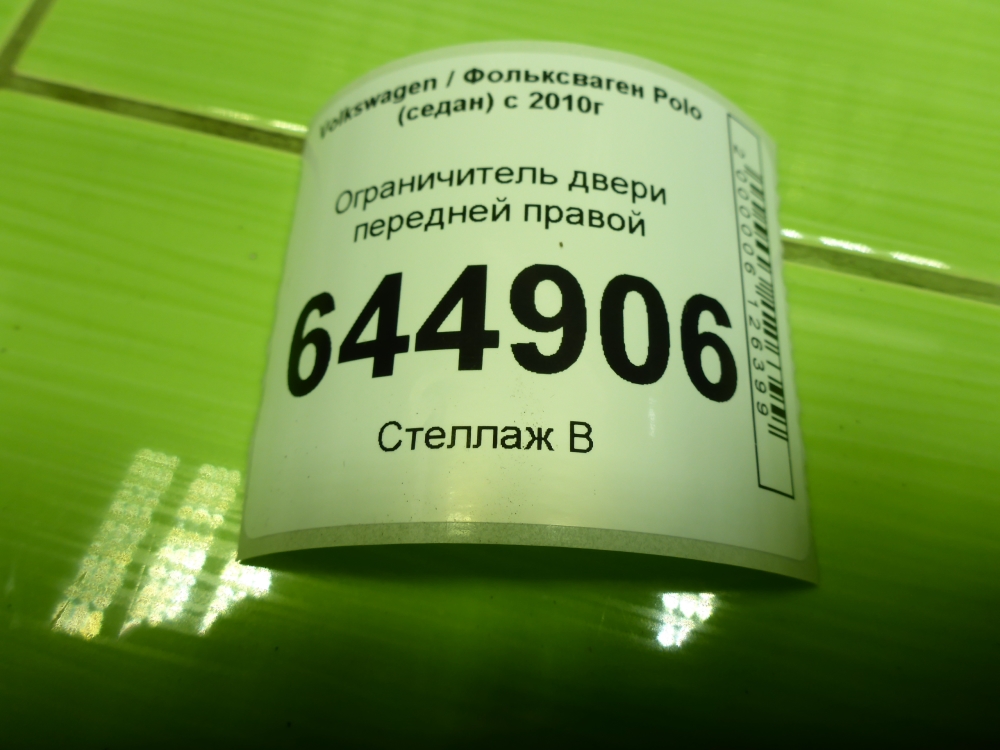 Volkswagen / Фольксваген Polo
(седан) с 2010г
Ограничитель двери
передней правой
644906
Стеллаж В
2000006126399